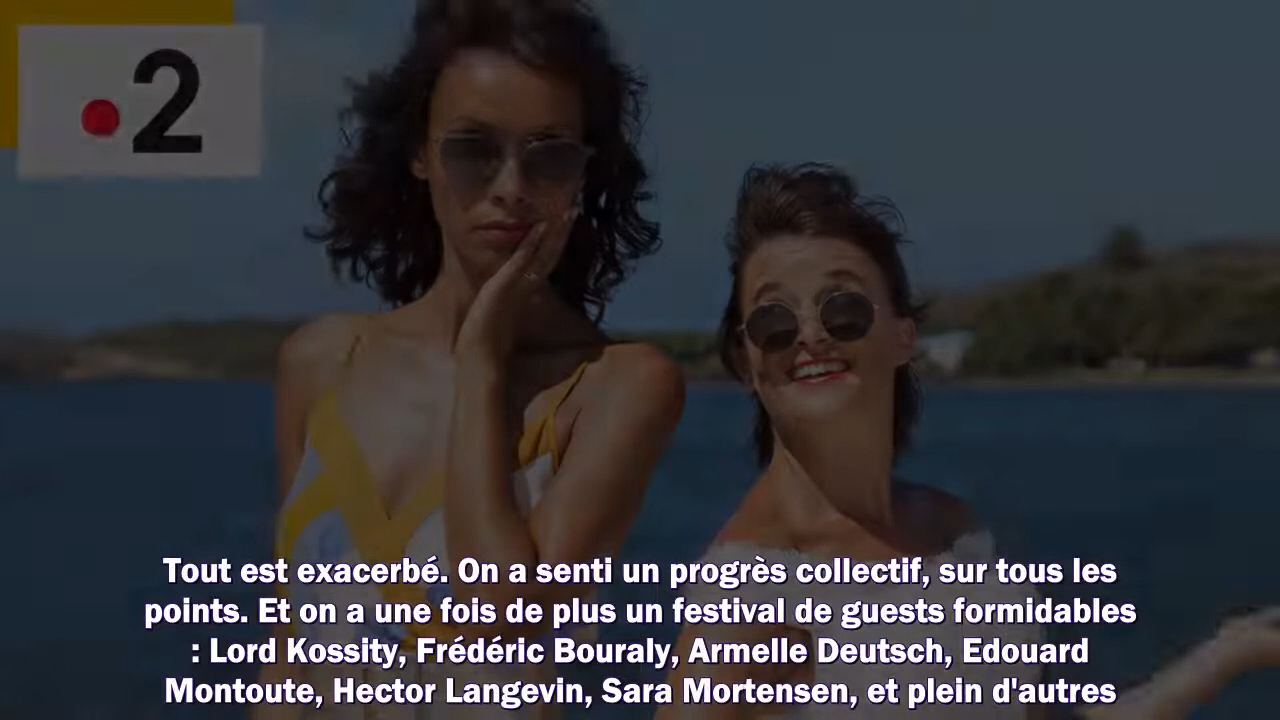 2
Tout est exacerbé. On a senti un progrès collectif, sur tous les
points. Et on a une fois de plus un festival de guests formidables
: Lord Kossity, Frédéric Bouraly, Armelle Deutsch, Edouard
Montoute, Hector Langevin, Sara Mortensen, et plein d'autres